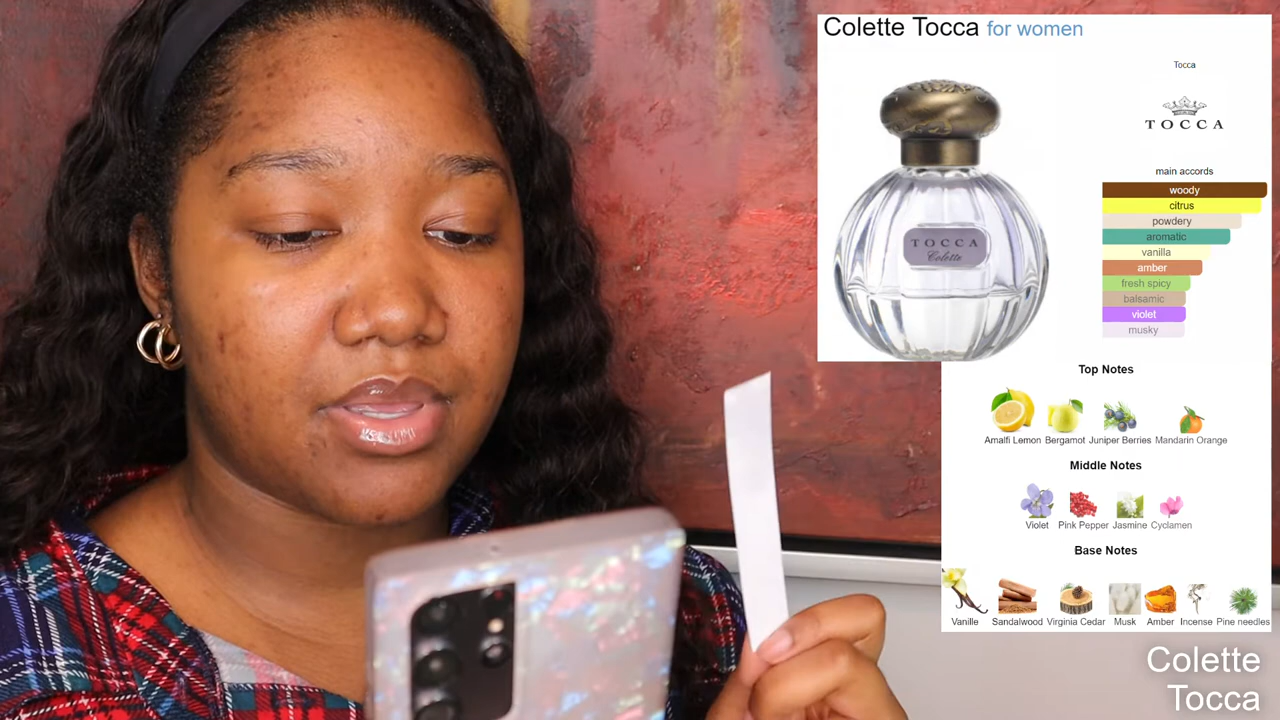 Colette Tocca for women
Tocca
TOCCA
main accords
woody
citrus
powdery
aromatic
vanilla
amber
fresh spicy
balsamic
violet
musky
TOCCA
Colette
Top Notes
Amalfi Lemon Bergamot Juniper Berries Mandarin Orange
Middle Notes
Violet Pink Pepper Jasmine Cyclamen
Base Notes
Vanille Sandalwood Virginia Cedar Musk Amber Incense Pine needles
Colette
Tocca